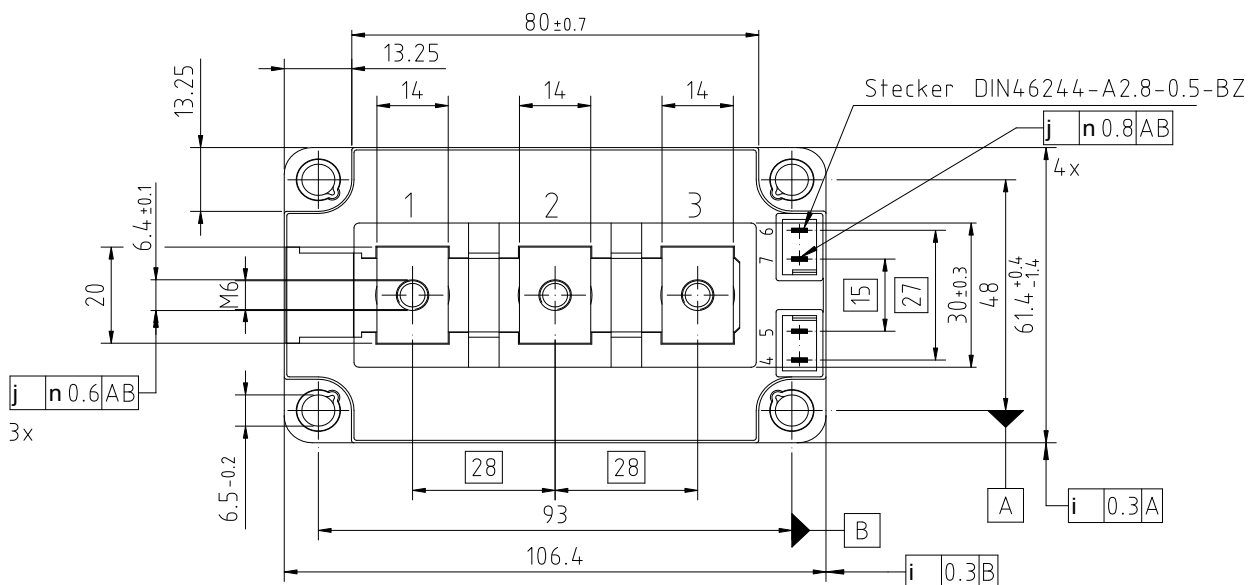 80±0.7
13.25
13.25
14
14
14
Stecker DIN46244-A2.8-0.5-BZ
j n 0.8 AB
4x
1
2
3
6
7
5
4
6.4±0.1
M6
20
15
27
30±0.3
48
61.4 +0.4 -1.4
j n 0.6 AB
3x
6.5-0.2
28
28
93
106.4
A
B
i 0.3 A
i 0.3 B